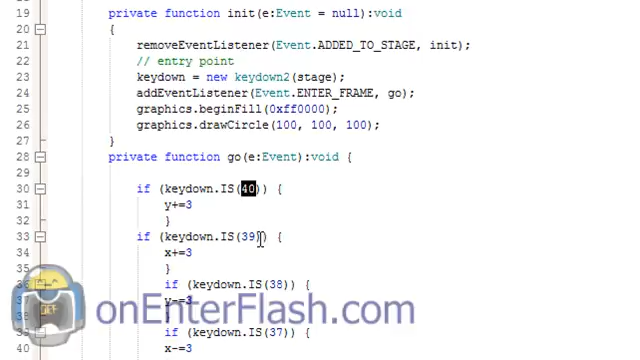 19 private function init(e:Event = null):void
20 {
21 removeEventListener(Event.ADDED_TO_STAGE, init);
22 // entry point
23 keydown = new keydown2(stage);
24 addEventListener(Event.ENTER_FRAME, go);
25 graphics.beginFill(0xff0000);
26 graphics.drawCircle(100, 100, 100);
27 }
28 private function go(e:Event):void {
29
30 if (keydown.IS(40)) {
31 y+=3
32 }
33 if (keydown.IS(39)) {
34 x+=3
35 }
36 if (keydown.IS(38)) {
y-=3
onEnterFlash.com
39 if (keydown.IS(37)) {
40 x-=3